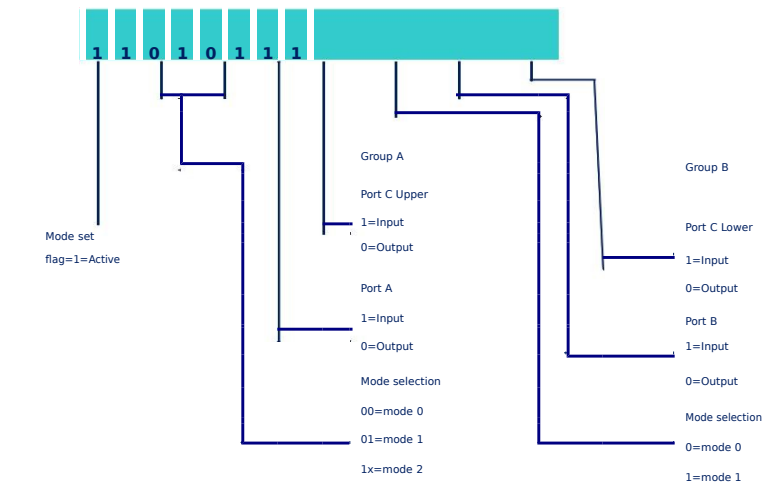 1 1 0 1 0 1 1 1
Group A
Port C Upper
1=Input
0=Output
Port A
1=Input
0=Output
Mode selection
00=mode 0
01=mode 1
1x=mode 2
Mode set
flag=1=Active
Group B
Port C Lower
1=Input
0=Output
Port B
1=Input
0=Output
Mode selection
0=mode 0
1=mode 1